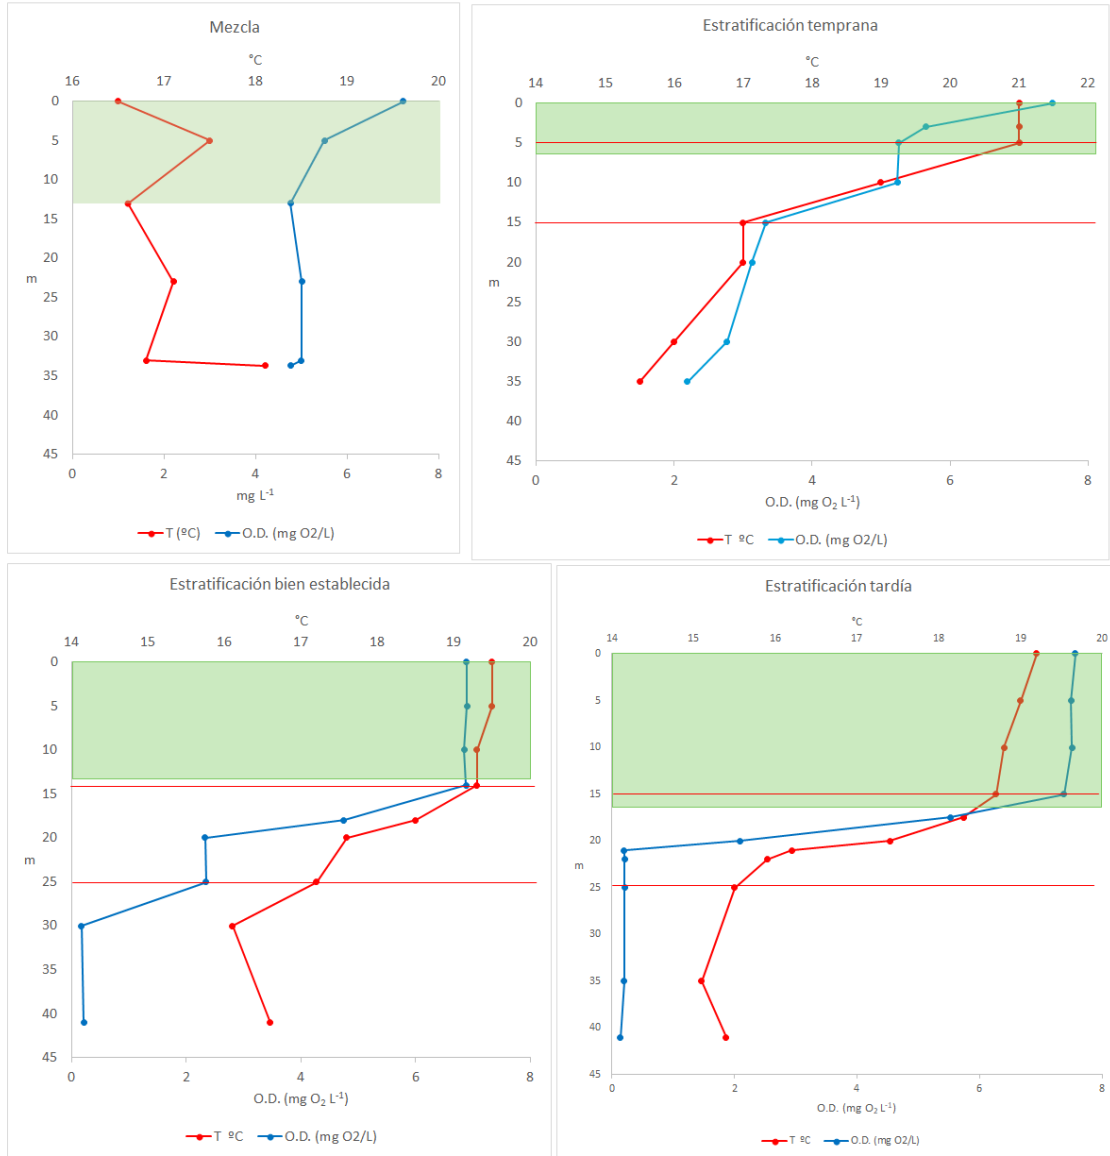 Mezcla
°C
16 17 18 19 20
0
5
10
15
20
m
25
30
35
40
45
0 2 4 6 8
mg L⁻¹
T (ºC) O.D. (mg O2/L)
Estratificación temprana
°C
14 15 16 17 18 19 20 21 22
0
5
10
15
20
m
25
30
35
40
45
0 2 4 6 8
O.D. (mg O₂ L⁻¹)
T ºC O.D. (mg O2/L)
Estratificación bien establecida
°C
14 15 16 17 18 19 20
0
5
10
15
20
m
25
30
35
40
45
0 2 4 6 8
O.D. (mg O₂ L⁻¹)
T ºC O.D. (mg O2/L)
Estratificación tardía
°C
14 15 16 17 18 19 20
0
5
10
15
20
m
25
30
35
40
45
0 2 4 6 8
O.D. (mg O₂ L⁻¹)
T ºC O.D. (mg O2/L)